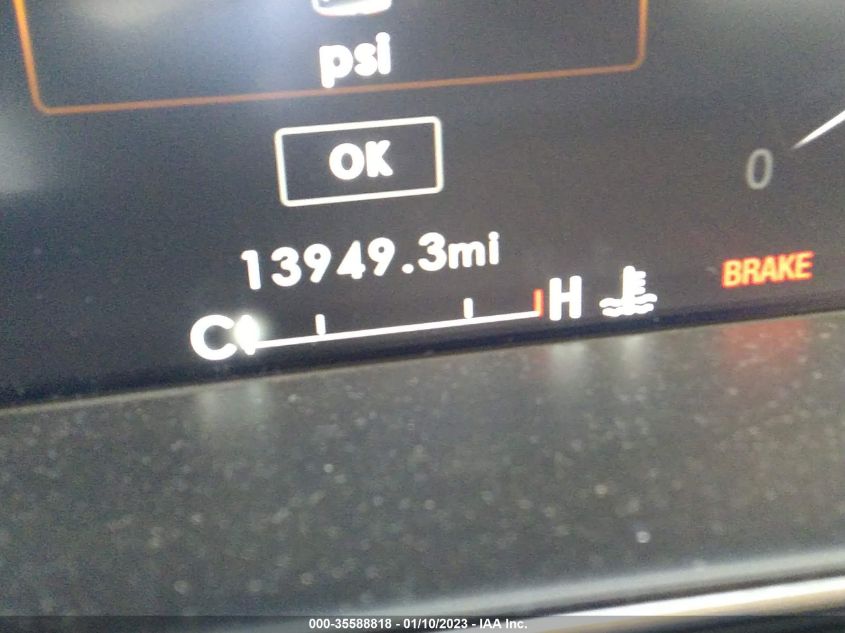 psi
OK
0
13949.3mi
BRAKE
C H
000-35588818 - 01/10/2023 - IAA Inc.